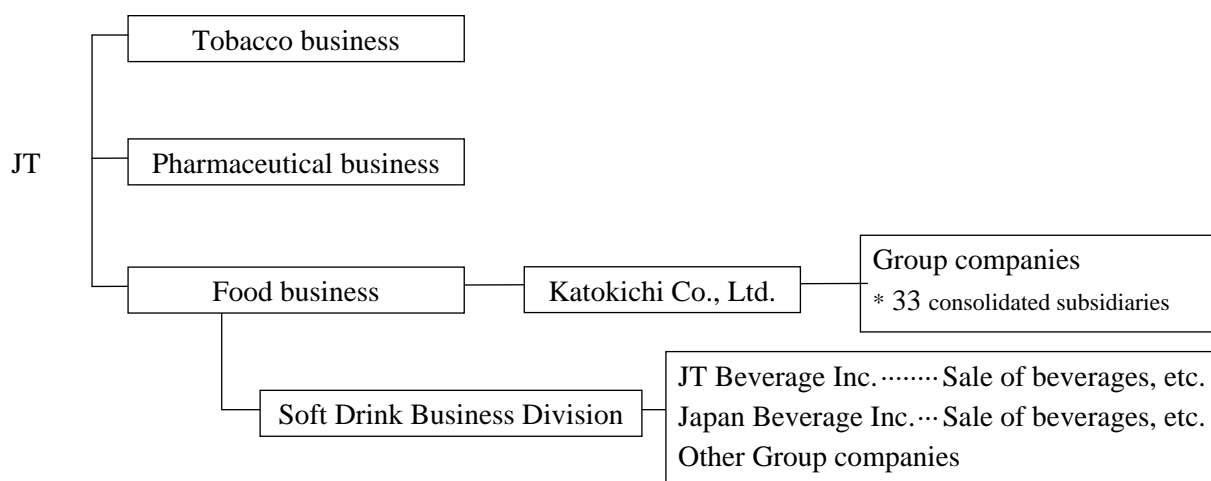 Tobacco business
JT
Pharmaceutical business
Food business
Katokichi Co., Ltd.
Group companies
* 33 consolidated subsidiaries
Soft Drink Business Division
JT Beverage Inc.········Sale of beverages, etc.
Japan Beverage Inc.···Sale of beverages, etc.
Other Group companies